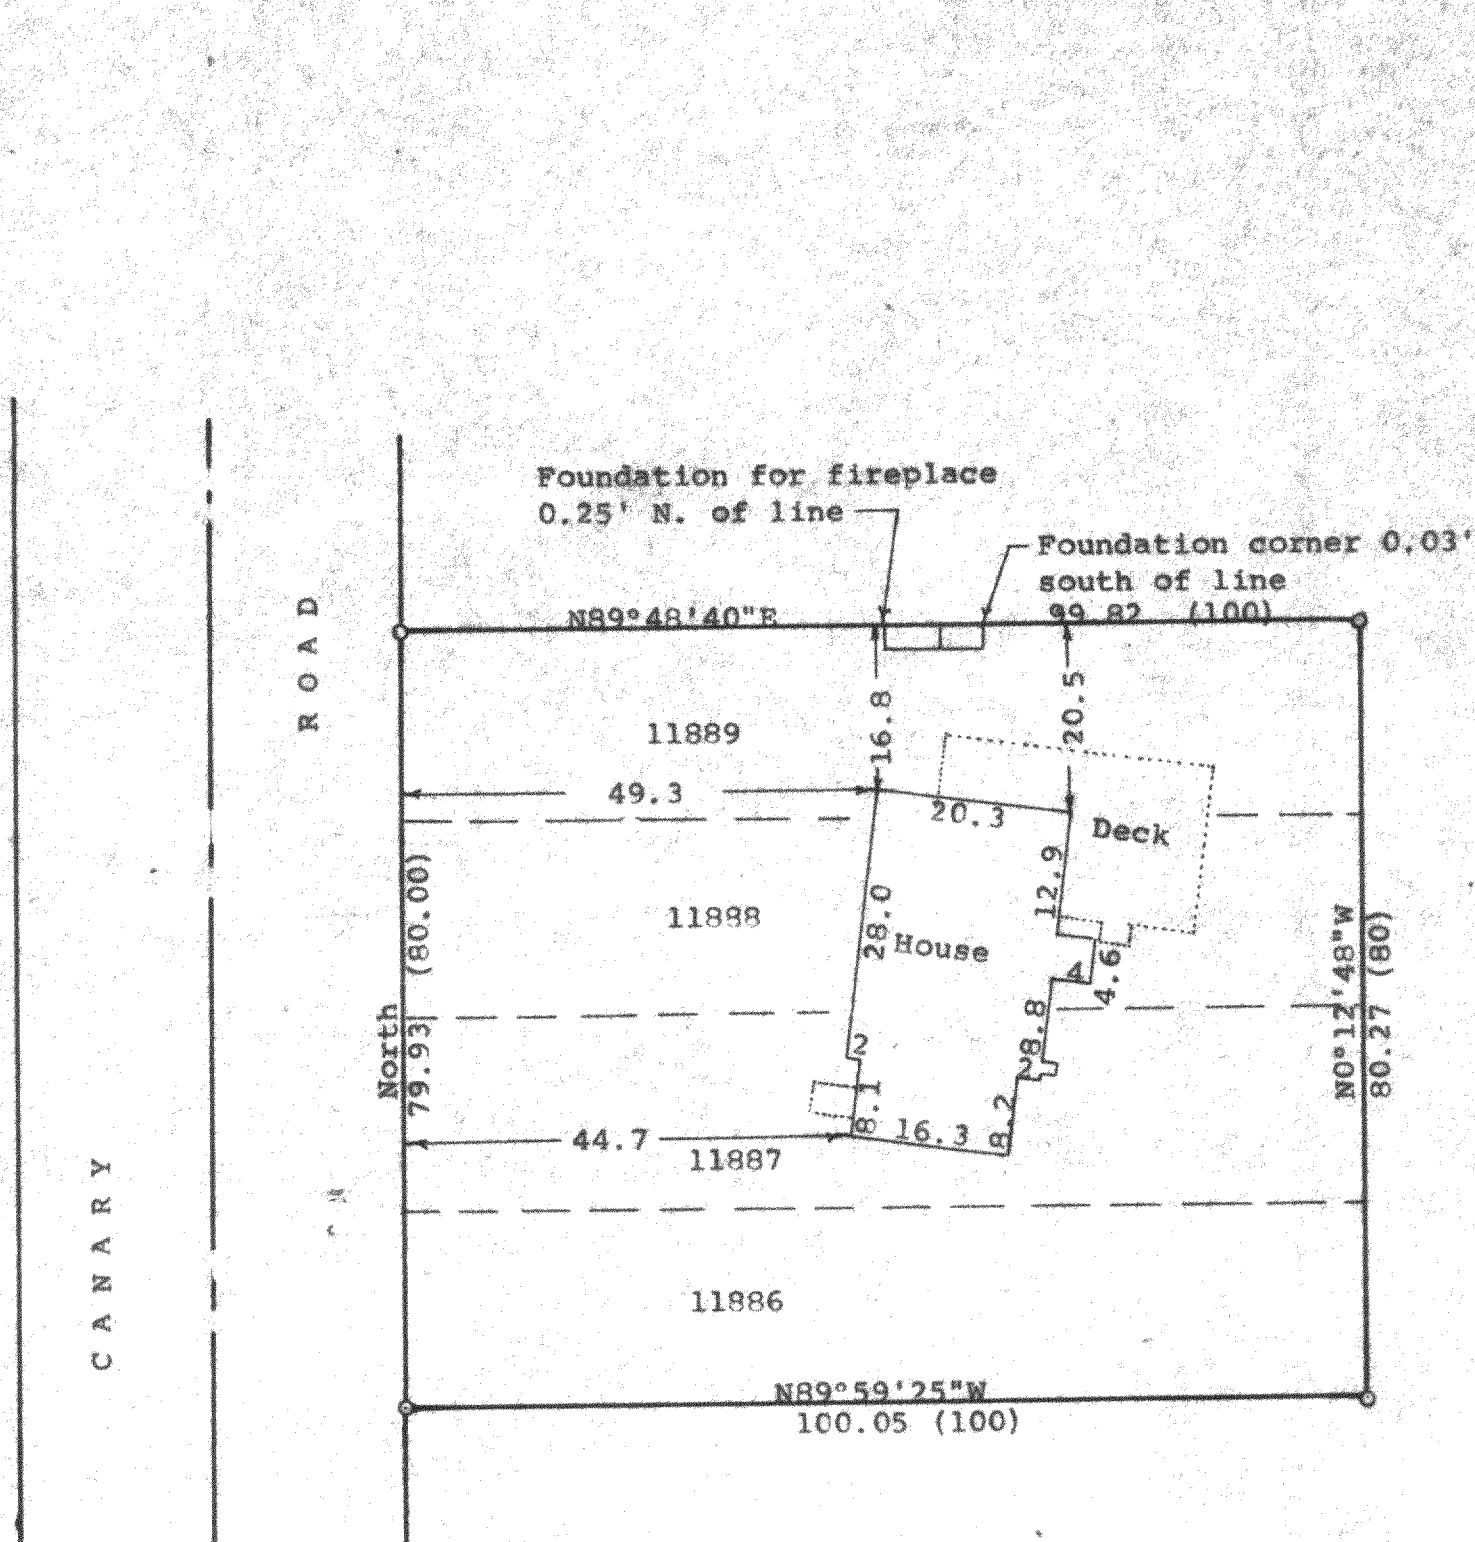 Foundation for fireplace
0.25' N. of line
Foundation corner 0.03'
south of line
N89°48'40"E
99.82 (100)
ROAD
16.8
20.5
11889
49.3
20.3
Deck
12.9
(80.00)
11888
28.0
House
4.6
4
N0°12'48"W
80.27 (80)
North
79.93
8.8
2
2
8.1
16.3
8.2
44.7
11887
CANARY
11886
N89°59'25"W
100.05 (100)